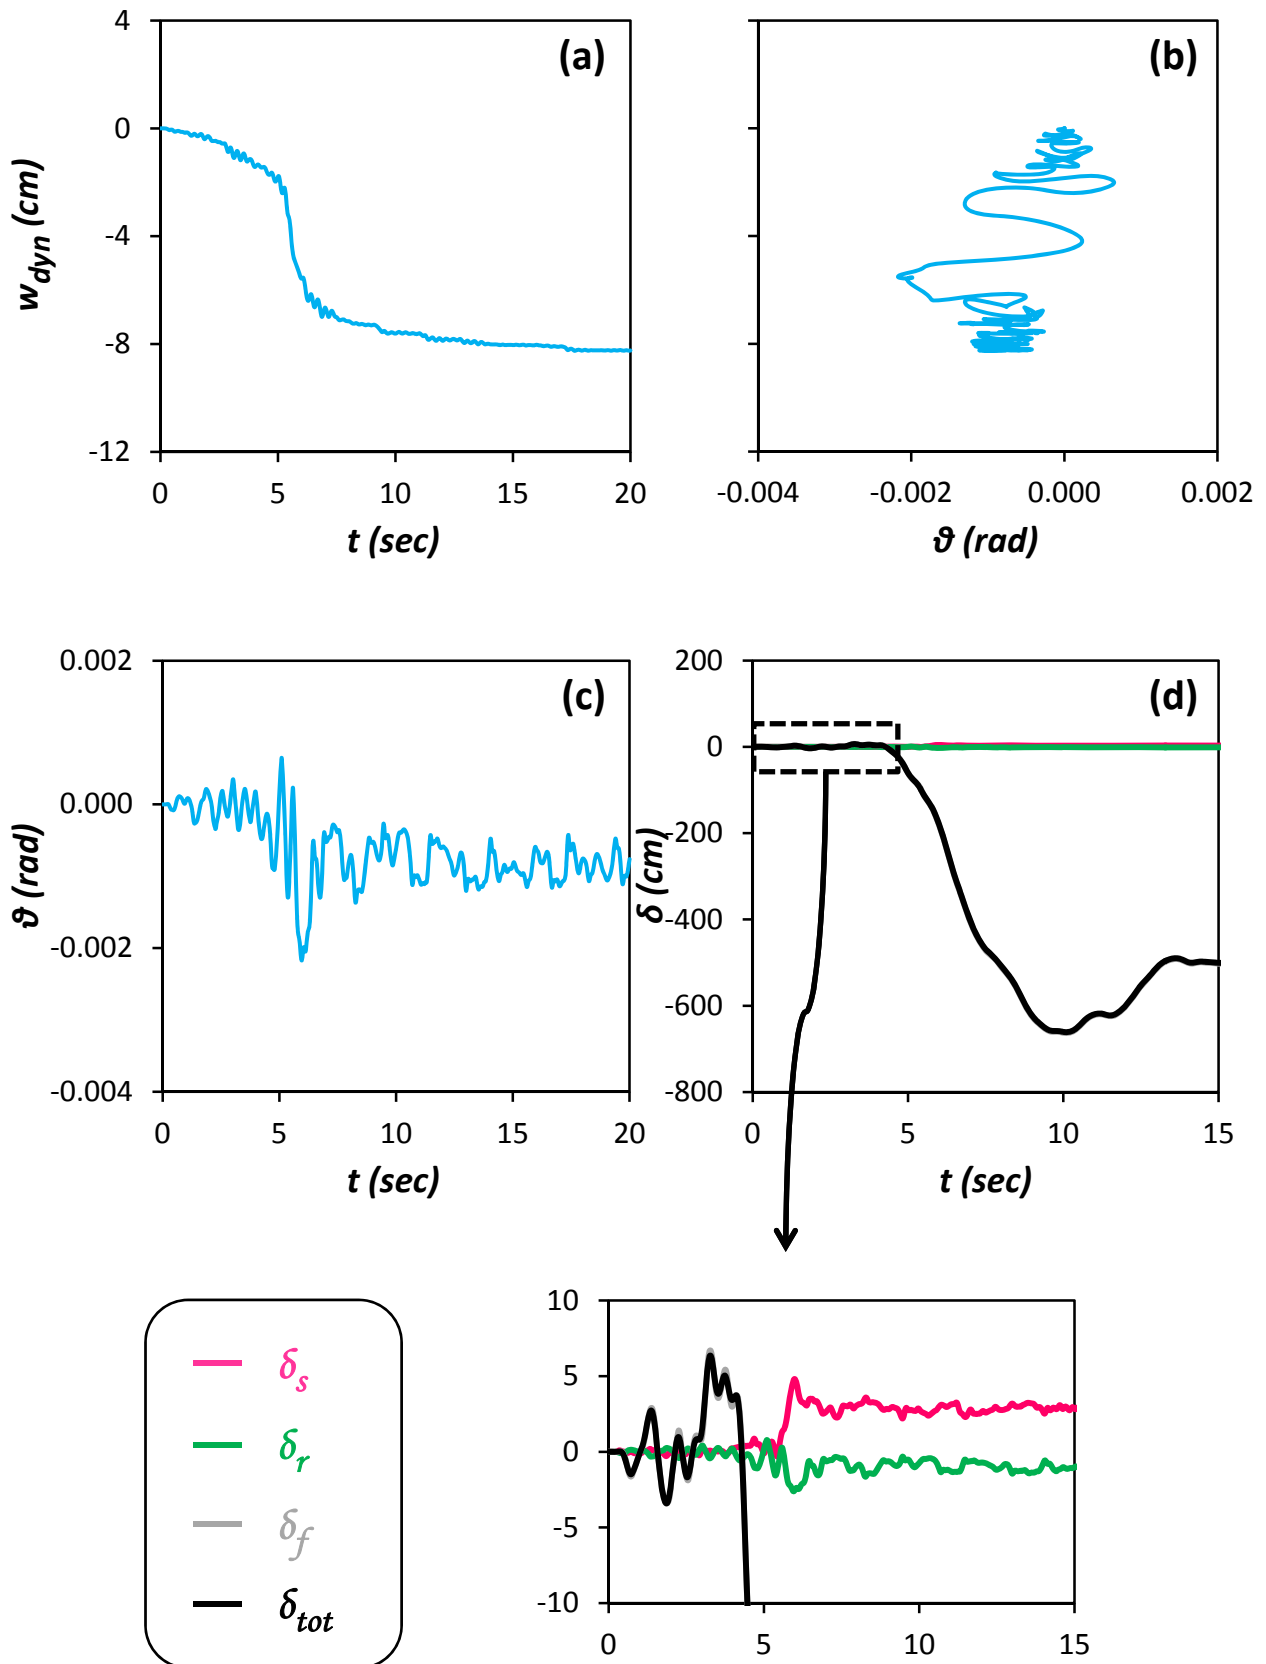 (a)
4
0
-4
-8
-12
w_dyn (cm)
0 5 10 15 20
t (sec)
(b)
-0.004 -0.002 0.000 0.002
ϑ (rad)
(c)
0.002
0.000
-0.002
-0.004
ϑ (rad)
0 5 10 15 20
t (sec)
(d)
200
0
-200
-400
-600
-800
δ (cm)
0 5 10 15
t (sec)
δ_s
δ_r
δ_f
δ_tot
10
5
0
-5
-10
0 5 10 15